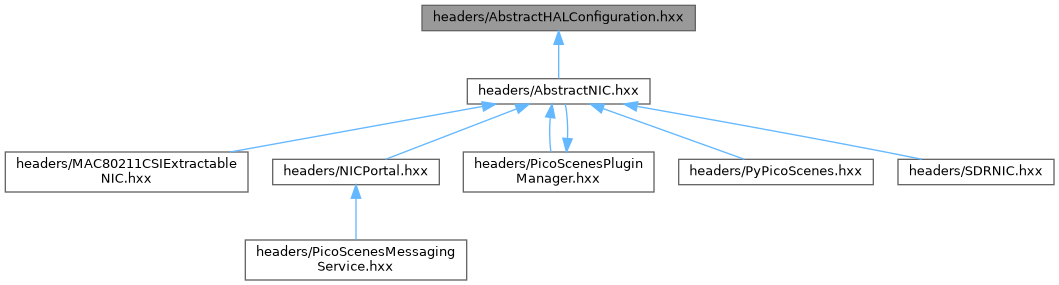 headers/AbstractHALConfiguration.hxx
headers/AbstractNIC.hxx
headers/MAC80211CSIExtractable
NIC.hxx
headers/NICPortal.hxx
headers/PicoScenesPlugin
Manager.hxx
headers/PyPicoScenes.hxx
headers/SDRNIC.hxx
headers/PicoScenesMessaging
Service.hxx